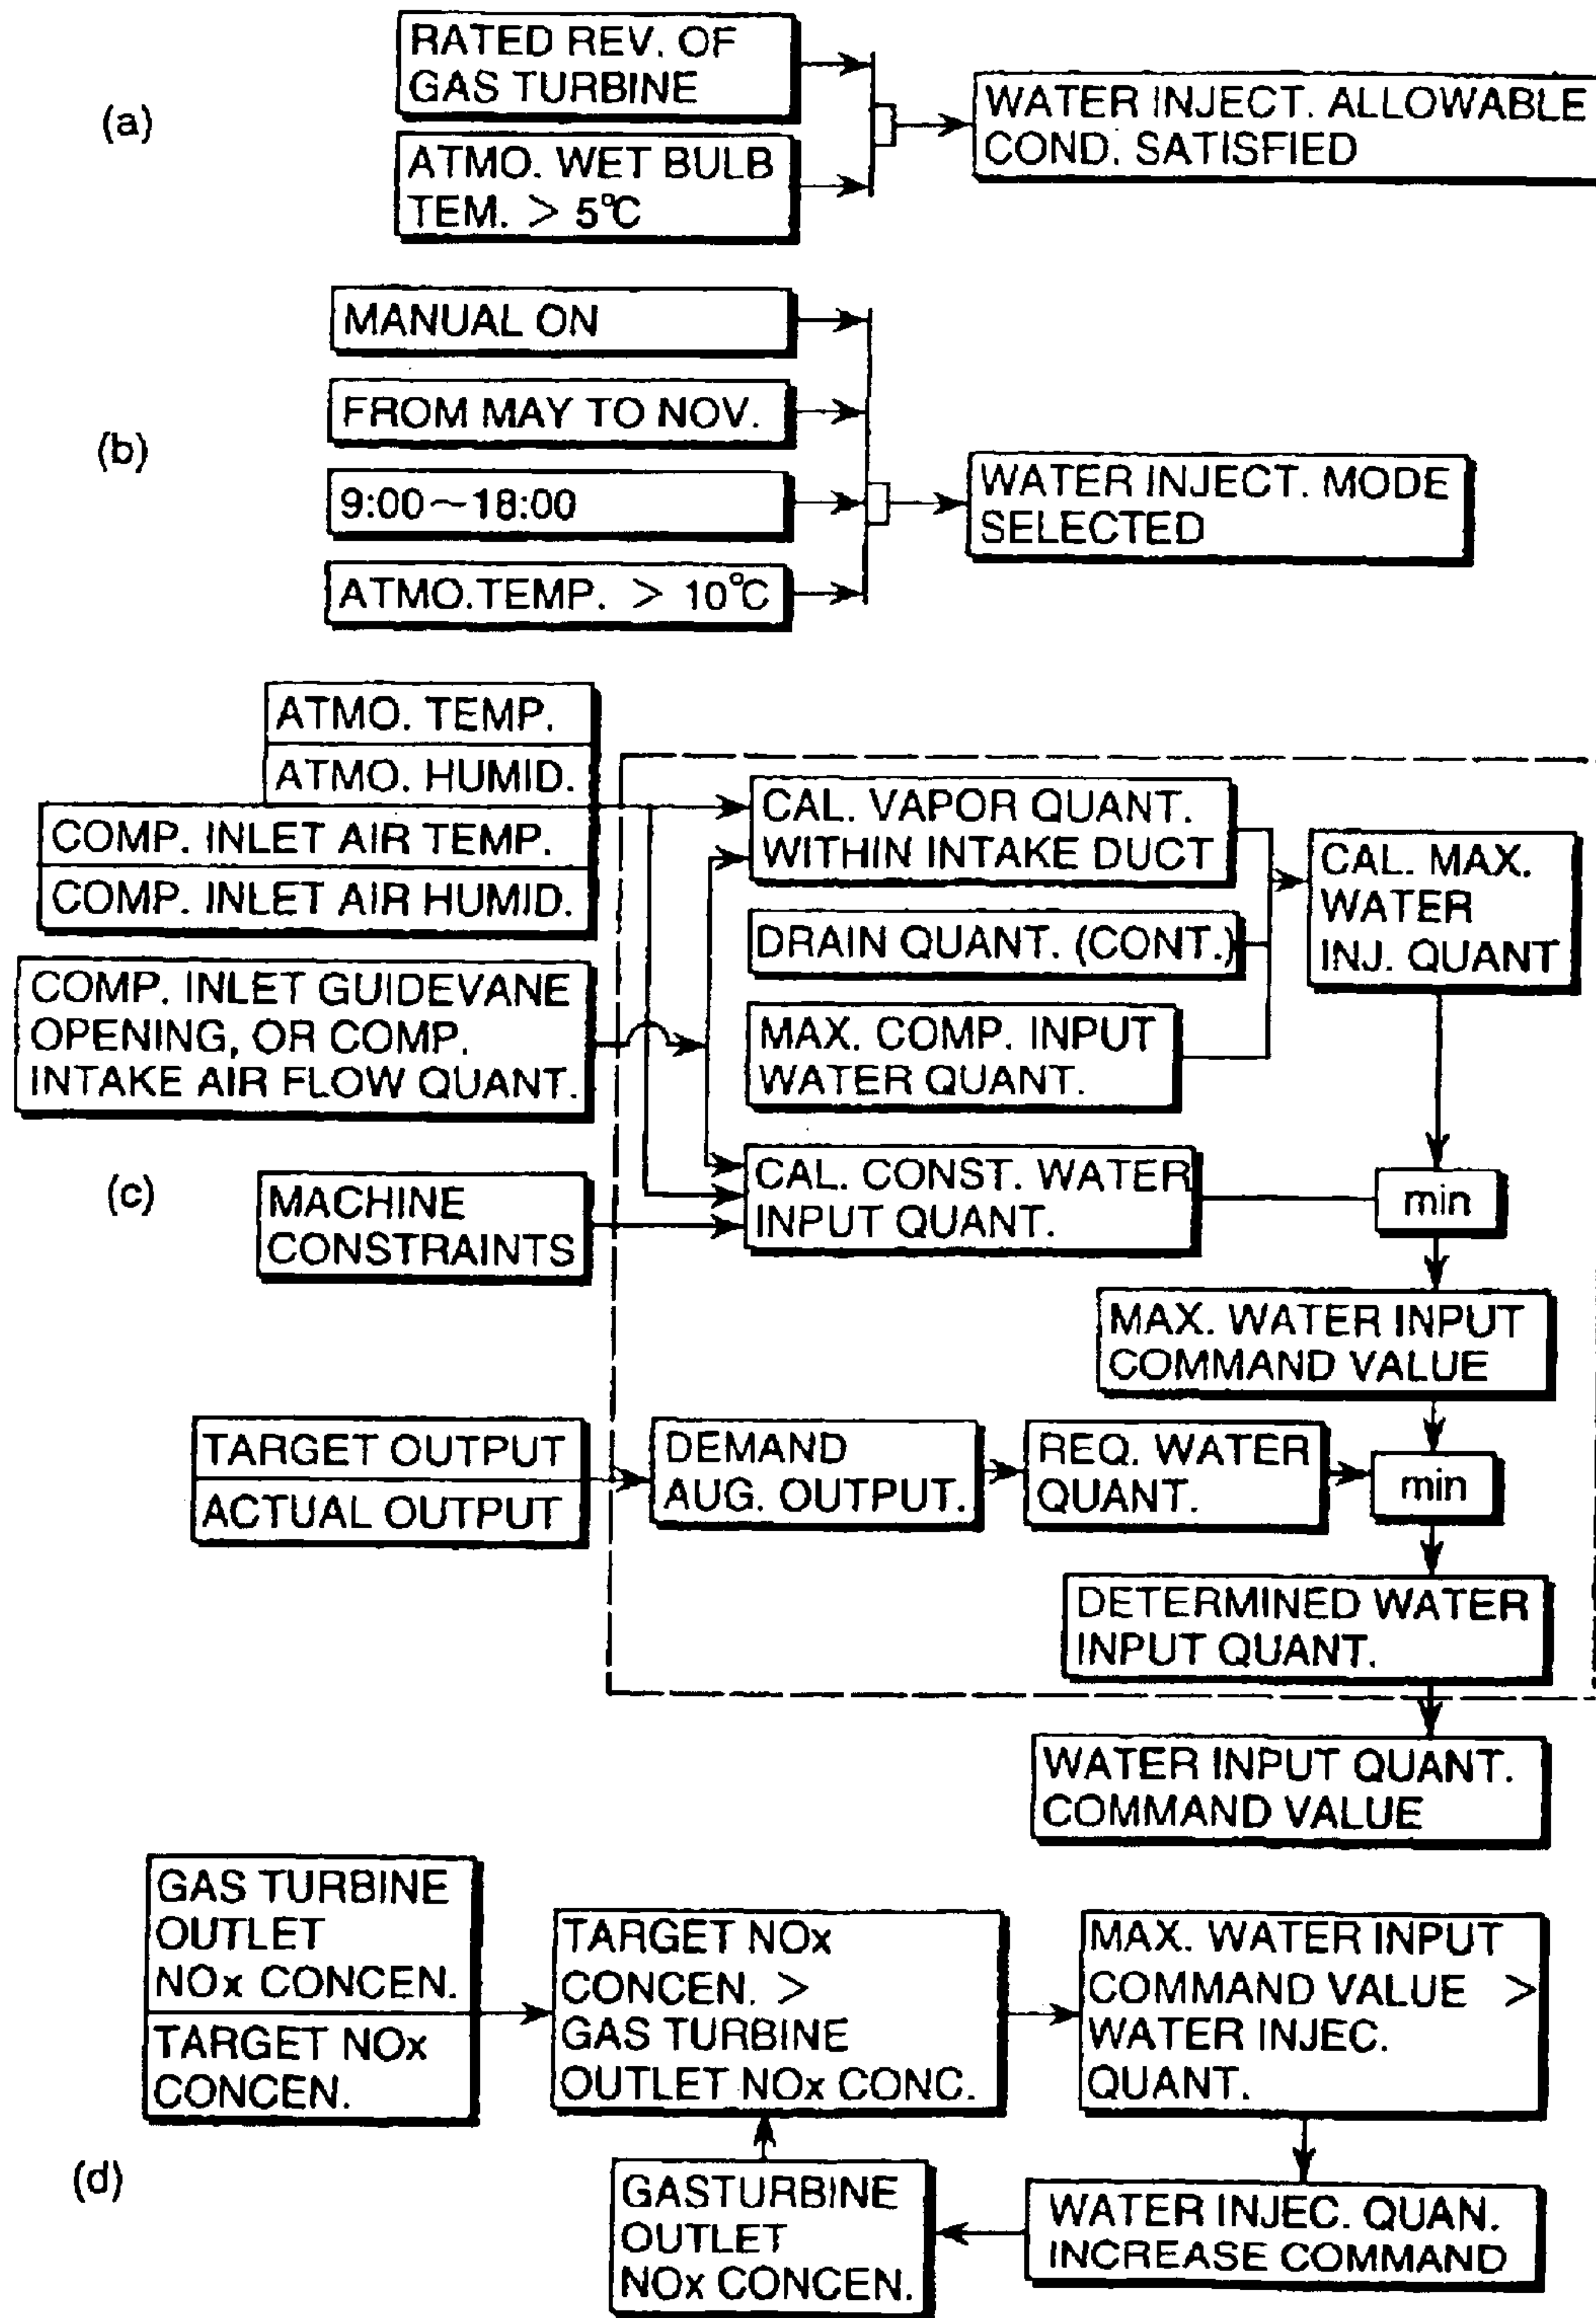 (a)
RATED REV. OF
GAS TURBINE
ATMO. WET BULB
TEM. > 5°C
WATER INJECT. ALLOWABLE
COND. SATISFIED
(b)
MANUAL ON
FROM MAY TO NOV.
9:00~18:00
ATMO.TEMP. > 10°C
WATER INJECT. MODE
SELECTED
(c)
ATMO. TEMP.
ATMO. HUMID.
COMP. INLET AIR TEMP.
COMP. INLET AIR HUMID.
COMP. INLET GUIDEVANE
OPENING, OR COMP.
INTAKE AIR FLOW QUANT.
MACHINE
CONSTRAINTS
CAL. VAPOR QUANT.
WITHIN INTAKE DUCT
DRAIN QUANT. (CONT.)
MAX. COMP. INPUT
WATER QUANT.
CAL. CONST. WATER
INPUT QUANT.
CAL. MAX.
WATER
INJ. QUANT
min
MAX. WATER INPUT
COMMAND VALUE
TARGET OUTPUT
ACTUAL OUTPUT
DEMAND
AUG. OUTPUT.
REQ. WATER
QUANT.
min
DETERMINED WATER
INPUT QUANT.
WATER INPUT QUANT.
COMMAND VALUE
(d)
GAS TURBINE
OUTLET
NOx CONCEN.
TARGET NOx
CONCEN.
TARGET NOx
CONCEN. >
GAS TURBINE
OUTLET NOx CONC.
MAX. WATER INPUT
COMMAND VALUE >
WATER INJEC.
QUANT.
WATER INJEC. QUAN.
INCREASE COMMAND
GASTURBINE
OUTLET
NOx CONCEN.